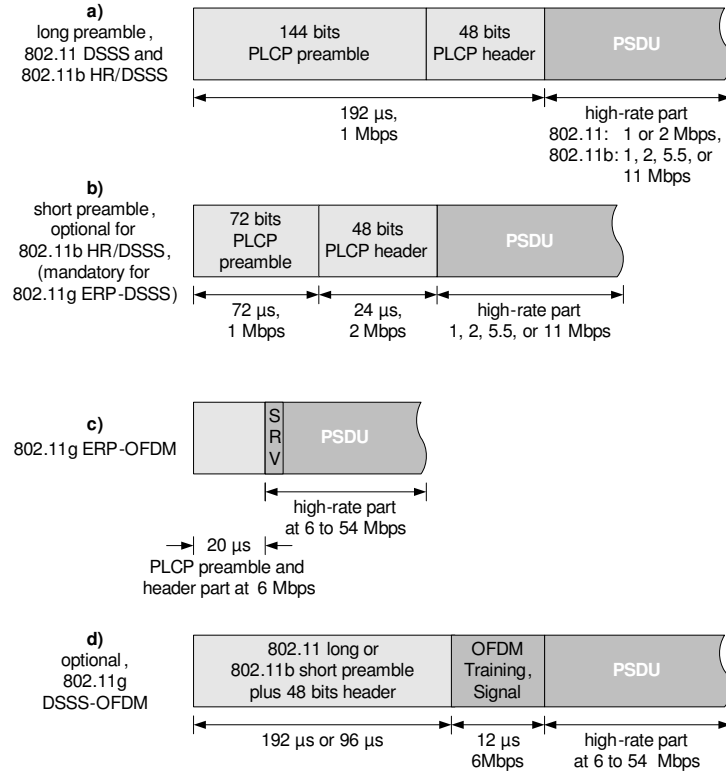 a)
long preamble,
802.11 DSSS and
802.11b HR/DSSS
144 bits
PLCP preamble
48 bits
PLCP header
PSDU
192 µs,
1 Mbps
high-rate part
802.11: 1 or 2 Mbps,
802.11b: 1, 2, 5.5, or
11 Mbps
b)
short preamble,
optional for
802.11b HR/DSSS,
(mandatory for
802.11g ERP-DSSS)
72 bits
PLCP
preamble
48 bits
PLCP header
PSDU
72 µs,
1 Mbps
24 µs,
2 Mbps
high-rate part
1, 2, 5.5, or 11 Mbps
c)
802.11g ERP-OFDM
S
R
V
PSDU
high-rate part
at 6 to 54 Mbps
20 µs
PLCP preamble and
header part at 6 Mbps
d)
optional,
802.11g
DSSS-OFDM
802.11 long or
802.11b short preamble
plus 48 bits header
OFDM
Training,
Signal
PSDU
192 µs or 96 µs
12 µs
6Mbps
high-rate part
at 6 to 54 Mbps